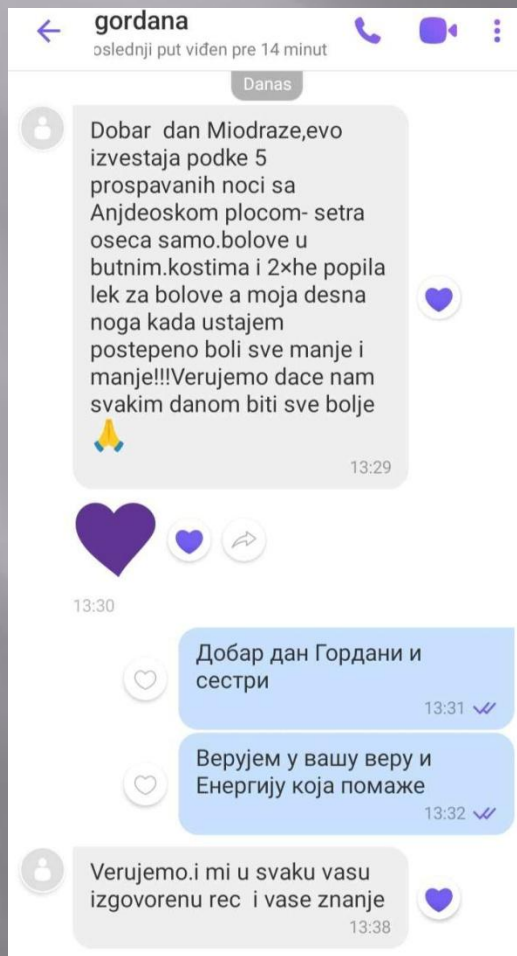 gordana
oslednji put viđen pre 14 minut
Danas
Dobar dan Miodraze,evo
izvestaja podke 5
prospavanih noci sa
Anjdeoskom plocom- setra
oseca samo.bolove u
butnim.kostima i 2×he popila
lek za bolove a moja desna
noga kada ustajem
postepeno boli sve manje i
manje!!!Verujemo dace nam
svakim danom biti sve bolje
🙏
13:29
13:30
Добар дан Гордани и
сестри
13:31
Верујем у вашу веру и
Енергију која помаже
13:32
Verujemo.i mi u svaku vasu
izgovorenu rec i vase znanje
13:38